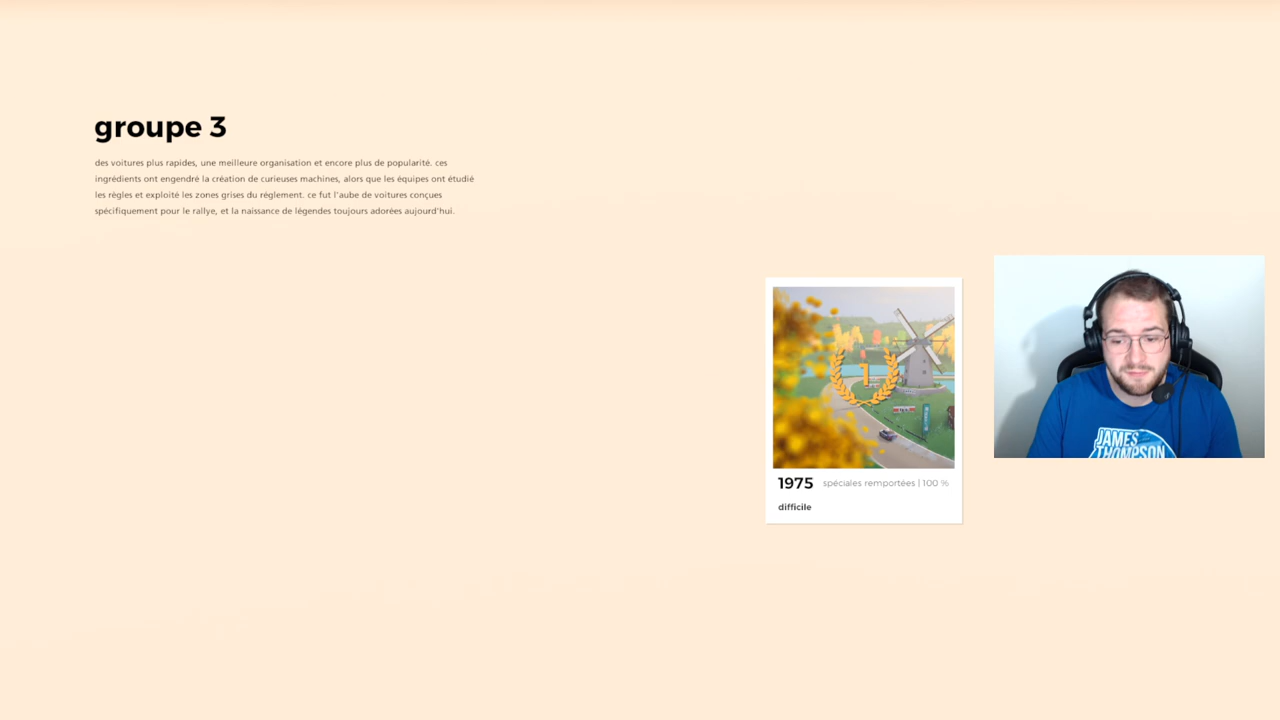 groupe 3
des voitures plus rapides, une meilleure organisation et encore plus de popularité. ces
ingrédients ont engendré la création de curieuses machines, alors que les équipes ont étudié
les règles et exploité les zones grises du règlement. ce fut l'aube de voitures conçues
spécifiquement pour le rallye, et la naissance de légendes toujours adorées aujourd'hui.
1
1975 spéciales remportées | 100 %
difficile
JAMES
THOMPSON